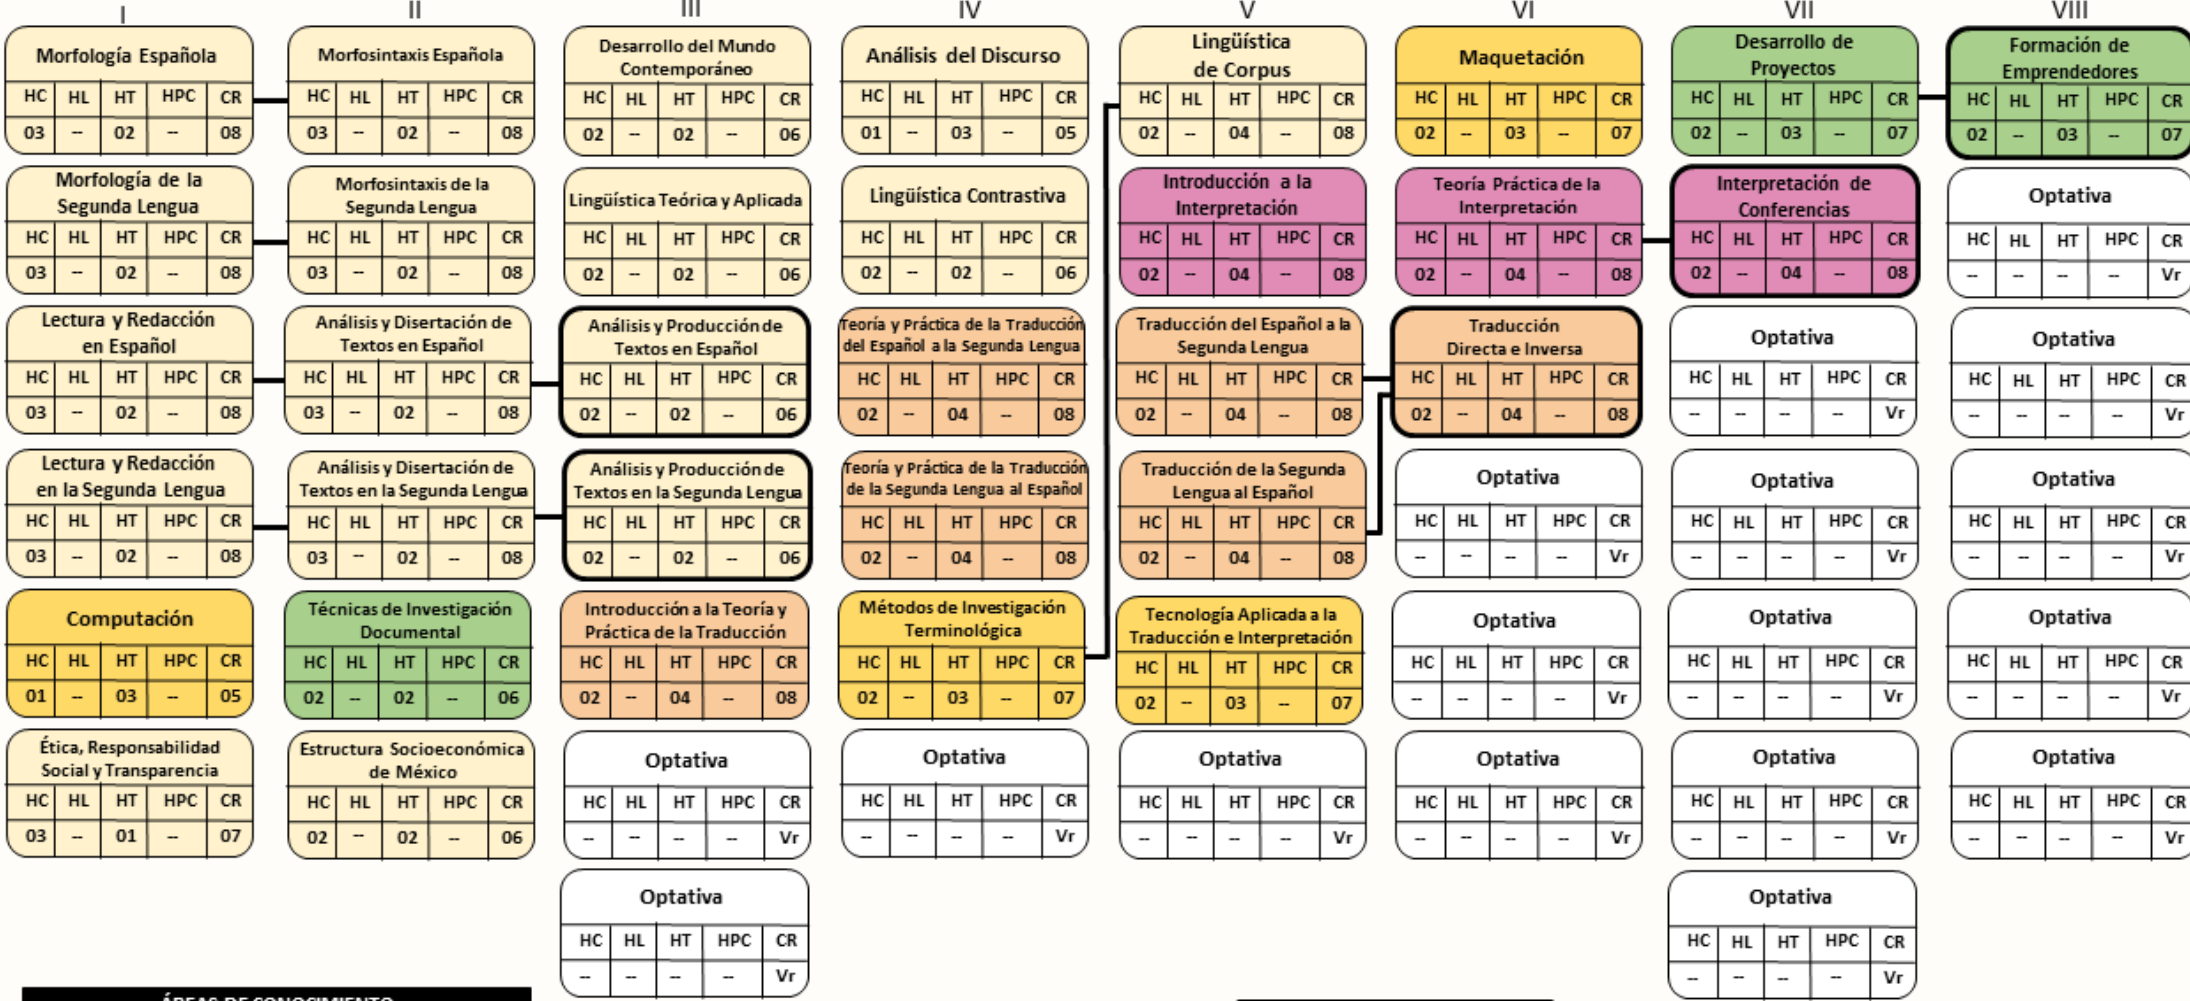 I II III IV V VI VII VIII
Morfología Española
HC HL HT HPC CR
03 -- 02 -- 08
Morfosintaxis Española
HC HL HT HPC CR
03 -- 02 -- 08
Desarrollo del Mundo
Contemporáneo
HC HL HT HPC CR
02 -- 02 -- 06
Análisis del Discurso
HC HL HT HPC CR
01 -- 03 -- 05
Lingüística
de Corpus
HC HL HT HPC CR
02 -- 04 -- 08
Maquetación
HC HL HT HPC CR
02 -- 03 -- 07
Desarrollo de
Proyectos
HC HL HT HPC CR
02 -- 03 -- 07
Formación de
Emprendedores
HC HL HT HPC CR
02 -- 03 -- 07
Morfología de la
Segunda Lengua
HC HL HT HPC CR
03 -- 02 -- 08
Morfosintaxis de la
Segunda Lengua
HC HL HT HPC CR
03 -- 02 -- 08
Lingüística Teórica y Aplicada
HC HL HT HPC CR
02 -- 02 -- 06
Lingüística Contrastiva
HC HL HT HPC CR
02 -- 02 -- 06
Introducción a la
Interpretación
HC HL HT HPC CR
02 -- 04 -- 08
Teoría Práctica de la
Interpretación
HC HL HT HPC CR
02 -- 04 -- 08
Interpretación de
Conferencias
HC HL HT HPC CR
02 -- 04 -- 08
Optativa
HC HL HT HPC CR
-- -- -- -- Vr
Lectura y Redacción
en Español
HC HL HT HPC CR
03 -- 02 -- 08
Análisis y Disertación de
Textos en Español
HC HL HT HPC CR
03 -- 02 -- 08
Análisis y Producción de
Textos en Español
HC HL HT HPC CR
02 -- 02 -- 06
Teoría y Práctica de la Traducción
del Español a la Segunda Lengua
HC HL HT HPC CR
02 -- 04 -- 08
Traducción del Español a la
Segunda Lengua
HC HL HT HPC CR
02 -- 04 -- 08
Traducción
Directa e Inversa
HC HL HT HPC CR
02 -- 04 -- 08
Optativa
HC HL HT HPC CR
-- -- -- -- Vr
Optativa
HC HL HT HPC CR
-- -- -- -- Vr
Lectura y Redacción
en la Segunda Lengua
HC HL HT HPC CR
03 -- 02 -- 08
Análisis y Disertación de
Textos en la Segunda Lengua
HC HL HT HPC CR
03 -- 02 -- 08
Análisis y Producción de
Textos en la Segunda Lengua
HC HL HT HPC CR
02 -- 02 -- 06
Teoría y Práctica de la Traducción
de la Segunda Lengua al Español
HC HL HT HPC CR
02 -- 04 -- 08
Traducción de la Segunda
Lengua al Español
HC HL HT HPC CR
02 -- 04 -- 08
Optativa
HC HL HT HPC CR
-- -- -- -- Vr
Optativa
HC HL HT HPC CR
-- -- -- -- Vr
Optativa
HC HL HT HPC CR
-- -- -- -- Vr
Computación
HC HL HT HPC CR
01 -- 03 -- 05
Técnicas de Investigación
Documental
HC HL HT HPC CR
02 -- 02 -- 06
Introducción a la Teoría y
Práctica de la Traducción
HC HL HT HPC CR
02 -- 04 -- 08
Métodos de Investigación
Terminológica
HC HL HT HPC CR
02 -- 03 -- 07
Tecnología Aplicada a la
Traducción e Interpretación
HC HL HT HPC CR
02 -- 03 -- 07
Optativa
HC HL HT HPC CR
-- -- -- -- Vr
Optativa
HC HL HT HPC CR
-- -- -- -- Vr
Optativa
HC HL HT HPC CR
-- -- -- -- Vr
Ética, Responsabilidad
Social y Transparencia
HC HL HT HPC CR
03 -- 01 -- 07
Estructura Socioeconómica
de México
HC HL HT HPC CR
02 -- 02 -- 06
Optativa
HC HL HT HPC CR
-- -- -- -- Vr
Optativa
HC HL HT HPC CR
-- -- -- -- Vr
Optativa
HC HL HT HPC CR
-- -- -- -- Vr
Optativa
HC HL HT HPC CR
-- -- -- -- Vr
Optativa
HC HL HT HPC CR
-- -- -- -- Vr
Optativa
HC HL HT HPC CR
-- -- -- -- Vr
Optativa
HC HL HT HPC CR
-- -- -- -- Vr
Optativa
HC HL HT HPC CR
-- -- -- -- Vr
ÁREAS DE CONOCIMIENTO